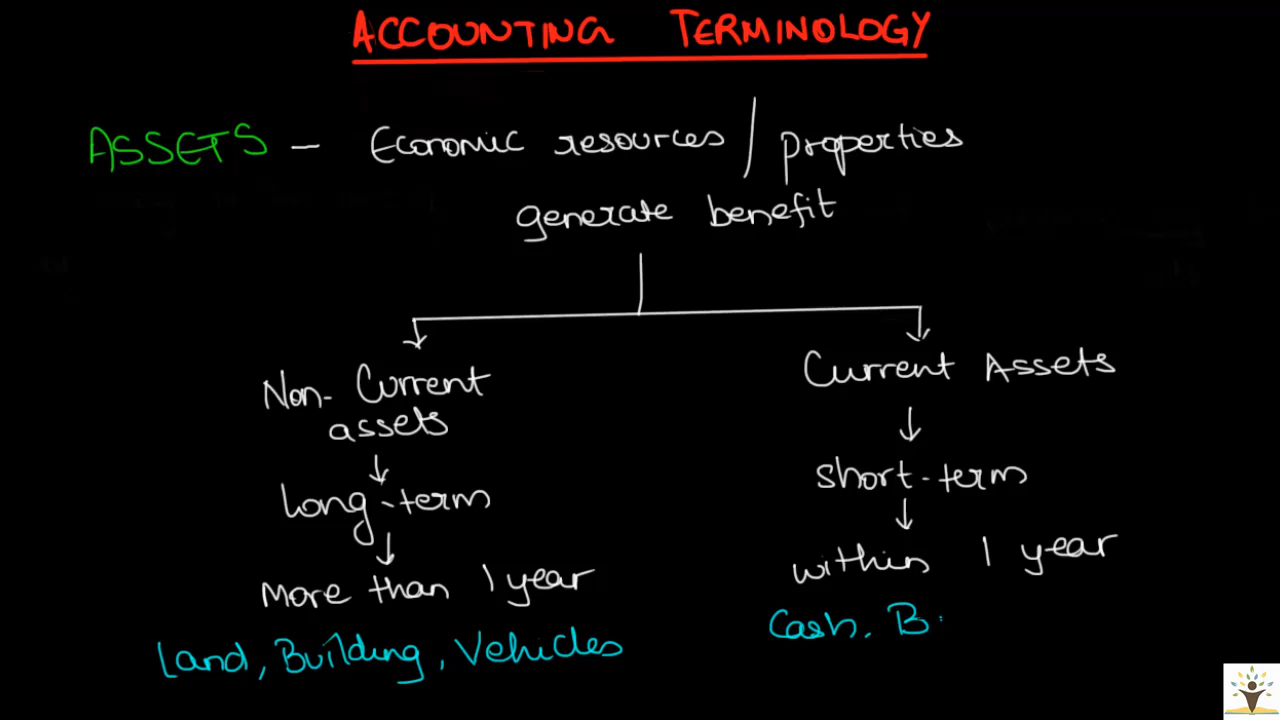 ACCOUNTING TERMINOLOGY
ASSETS - Economic resources / properties
generate benefit
Non-Current
assets
Current Assets
Long-term
short-term
More than 1 year
within 1 year
Land, Building, Vehicles
Cash, B